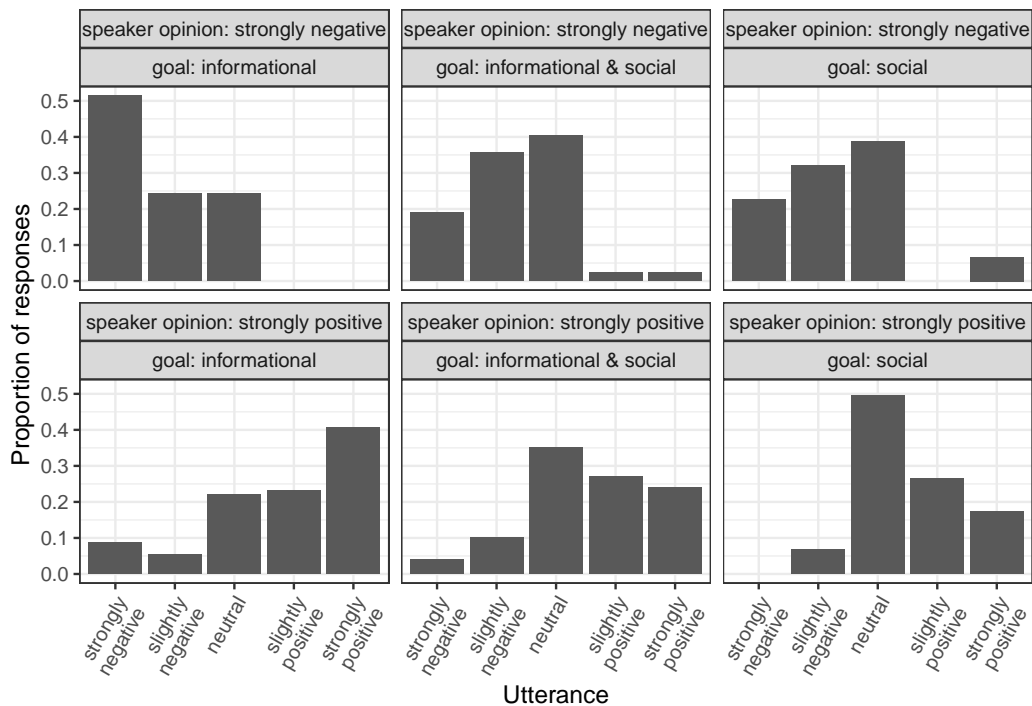 speaker opinion: strongly negative
speaker opinion: strongly negative
speaker opinion: strongly negative
goal: informational
goal: informational & social
goal: social
0.5
0.4
0.3
0.2
0.1
0.0
speaker opinion: strongly positive
speaker opinion: strongly positive
speaker opinion: strongly positive
goal: informational
goal: informational & social
goal: social
0.5
0.4
0.3
0.2
0.1
0.0
Proportion of responses
strongly
negative
slightly
negative
neutral
slightly
positive
strongly
positive
strongly
negative
slightly
negative
neutral
slightly
positive
strongly
positive
strongly
negative
slightly
negative
neutral
slightly
positive
strongly
positive
Utterance